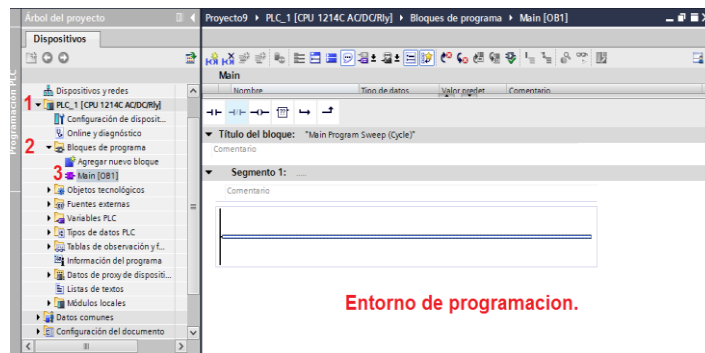 Árbol del proyecto
Proyecto9 ▸ PLC_1 [CPU 1214C AC/DC/Rly] ▸ Bloques de programa ▸ Main [OB1]
Dispositivos
Programación PLC
Dispositivos y redes
1 PLC_1 [CPU 1214C AC/DC/Rly]
Configuración de disposit...
Online y diagnóstico
2 Bloques de programa
Agregar nuevo bloque
3 Main [OB1]
Objetos tecnológicos
Fuentes externas
Variables PLC
Tipos de datos PLC
Tablas de observación y f...
Información del programa
Datos de proxy de dispositi...
Listas de textos
Módulos locales
Datos comunes
Configuración del documento
Main
Nombre Tipo de datos Valor predet Comentario
Título del bloque: "Main Program Sweep (Cycle)"
Comentario
Segmento 1: ....
Comentario
Entorno de programacion.